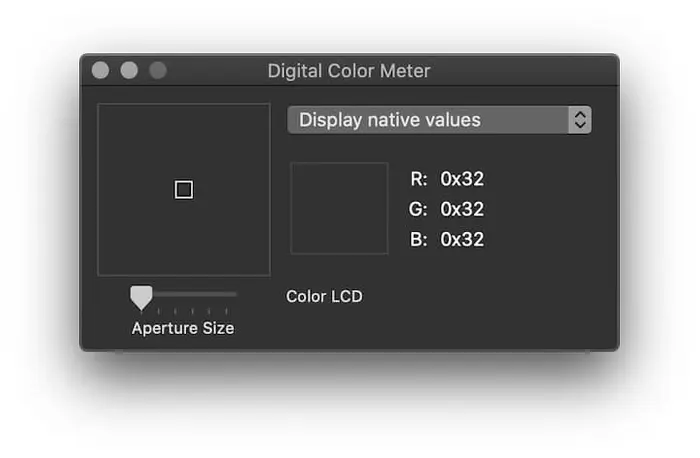 Digital Color Meter
Display native values
R: 0x32
G: 0x32
B: 0x32
Color LCD
Aperture Size